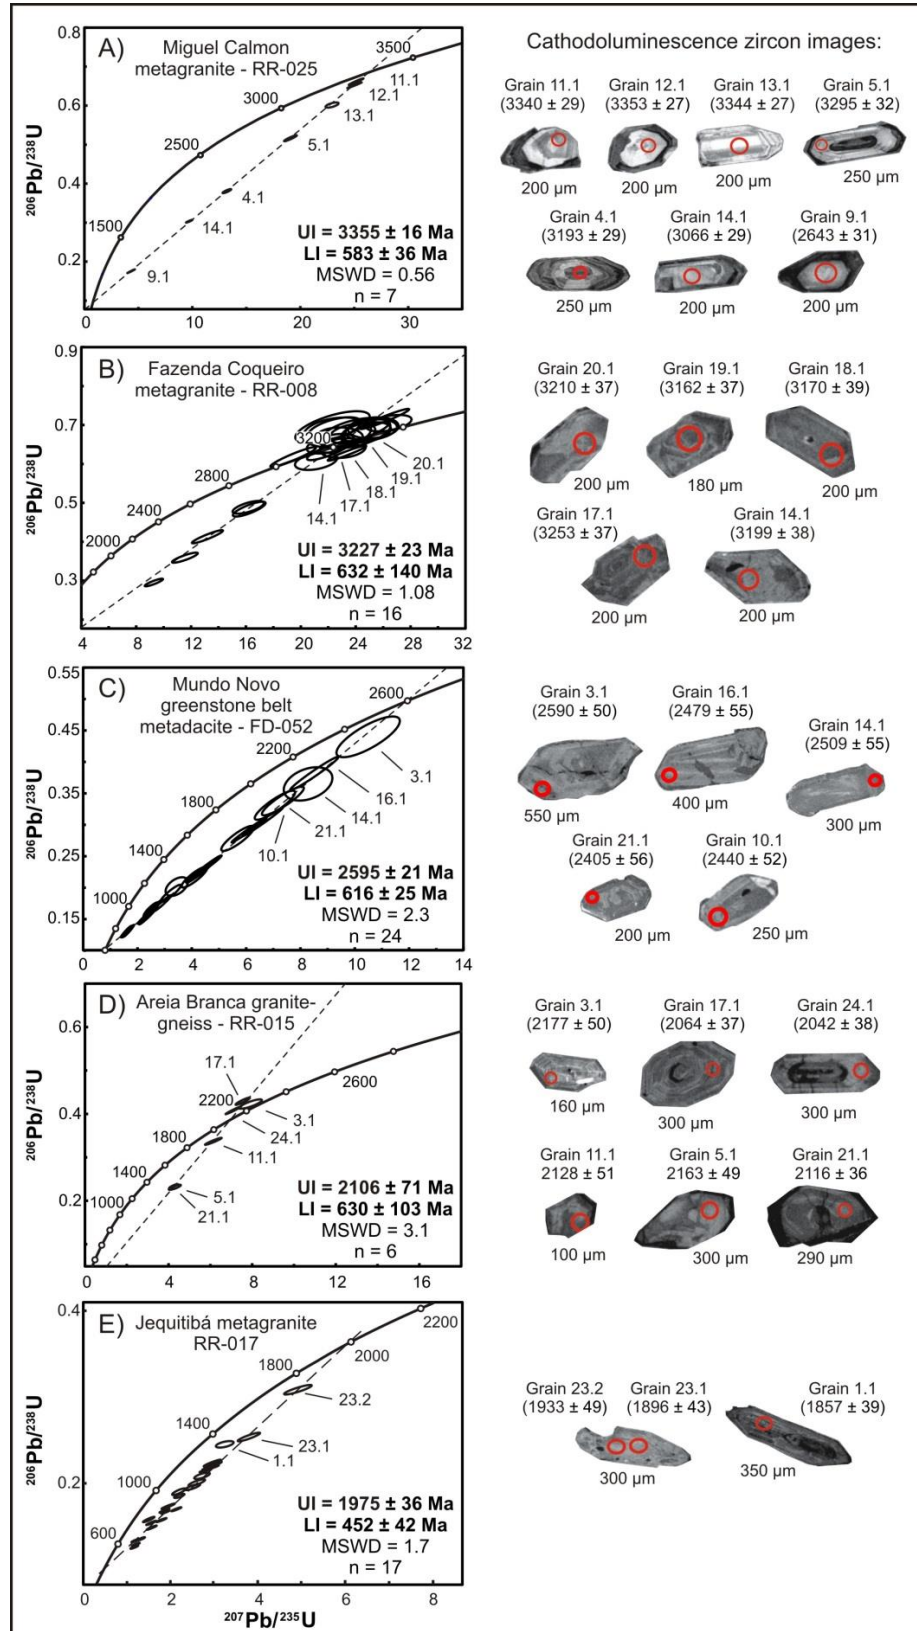 A)
Miguel Calmon
metagranite - RR-025
²⁰⁶Pb/²³⁸U
0.8
0.6
0.4
0.2
0
10
20
30
1500
2500
3000
3500
11.1
12.1
13.1
5.1
4.1
14.1
9.1
UI = 3355 ± 16 Ma
LI = 583 ± 36 Ma
MSWD = 0.56
n = 7
Cathodoluminescence zircon images:
Grain 11.1 Grain 12.1 Grain 13.1 Grain 5.1
(3340 ± 29) (3353 ± 27) (3344 ± 27) (3295 ± 32)
200 µm 200 µm 200 µm 250 µm
Grain 4.1 Grain 14.1 Grain 9.1
(3193 ± 29) (3066 ± 29) (2643 ± 31)
250 µm 200 µm 200 µm
B)
Fazenda Coqueiro
metagranite - RR-008
²⁰⁶Pb/²³⁸U
0.9
0.7
0.5
0.3
4 8 12 16 20 24 28 32
2000
2400
2800
3200
20.1
19.1
18.1
17.1
14.1
UI = 3227 ± 23 Ma
LI = 632 ± 140 Ma
MSWD = 1.08
n = 16
Grain 20.1 Grain 19.1 Grain 18.1
(3210 ± 37) (3162 ± 37) (3170 ± 39)
200 µm 180 µm 200 µm
Grain 17.1 Grain 14.1
(3253 ± 37) (3199 ± 38)
200 µm 200 µm
C)
Mundo Novo
greenstone belt
metadacite - FD-052
²⁰⁶Pb/²³⁸U
0.55
0.45
0.35
0.25
0.15
0 2 4 6 8 10 12 14
1000
1400
1800
2200
2600
3.1
16.1
14.1
21.1
10.1
UI = 2595 ± 21 Ma
LI = 616 ± 25 Ma
MSWD = 2.3
n = 24
Grain 3.1 Grain 16.1
(2590 ± 50) (2479 ± 55)
Grain 14.1
(2509 ± 55)
550 µm 400 µm 300 µm
Grain 21.1 Grain 10.1
(2405 ± 56) (2440 ± 52)
200 µm 250 µm
D)
Areia Branca granite-
gneiss - RR-015
²⁰⁶Pb/²³⁸U
0.6
0.4
0.2
0 4 8 12 16
1000
1400
1800
2200
2600
17.1
3.1
24.1
11.1
5.1
21.1
UI = 2106 ± 71 Ma
LI = 630 ± 103 Ma
MSWD = 3.1
n = 6
Grain 3.1 Grain 17.1 Grain 24.1
(2177 ± 50) (2064 ± 37) (2042 ± 38)
160 µm 300 µm 300 µm
Grain 11.1 Grain 5.1 Grain 21.1
2128 ± 51 2163 ± 49 2116 ± 36
100 µm 300 µm 290 µm
E)
Jequitibá metagranite
RR-017
²⁰⁶Pb/²³⁸U
0.4
0.2
0 2 4 6 8
²⁰⁷Pb/²³⁵U
600
1000
1400
1800
2000
2200
23.2
23.1
1.1
UI = 1975 ± 36 Ma
LI = 452 ± 42 Ma
MSWD = 1.7
n = 17
Grain 23.2 Grain 23.1 Grain 1.1
(1933 ± 49) (1896 ± 43) (1857 ± 39)
300 µm 350 µm